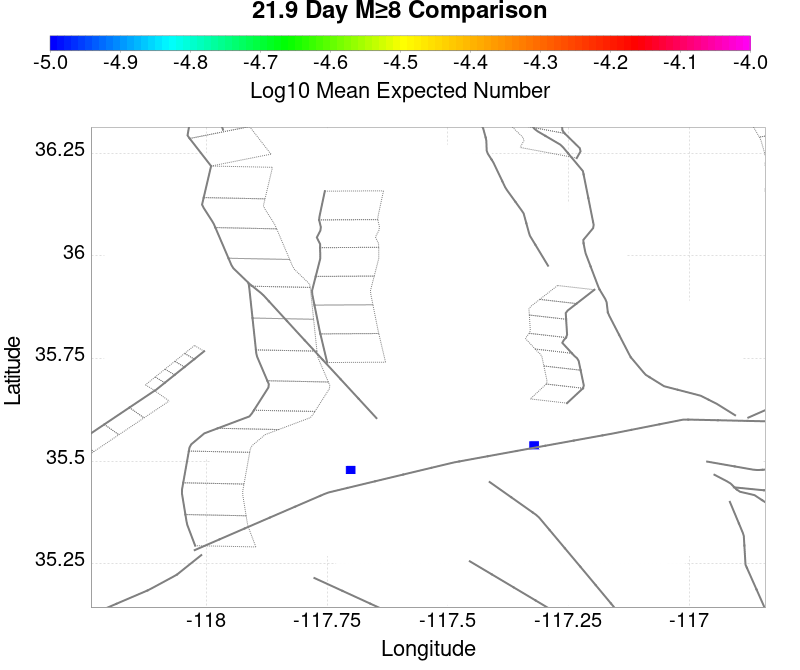 21.9 Day M≥8 Comparison
-5.0 -4.9 -4.8 -4.7 -4.6 -4.5 -4.4 -4.3 -4.2 -4.1 -4.0
Log10 Mean Expected Number
36.25
36
35.75
35.5
35.25
Latitude
-118 -117.75 -117.5 -117.25 -117
Longitude